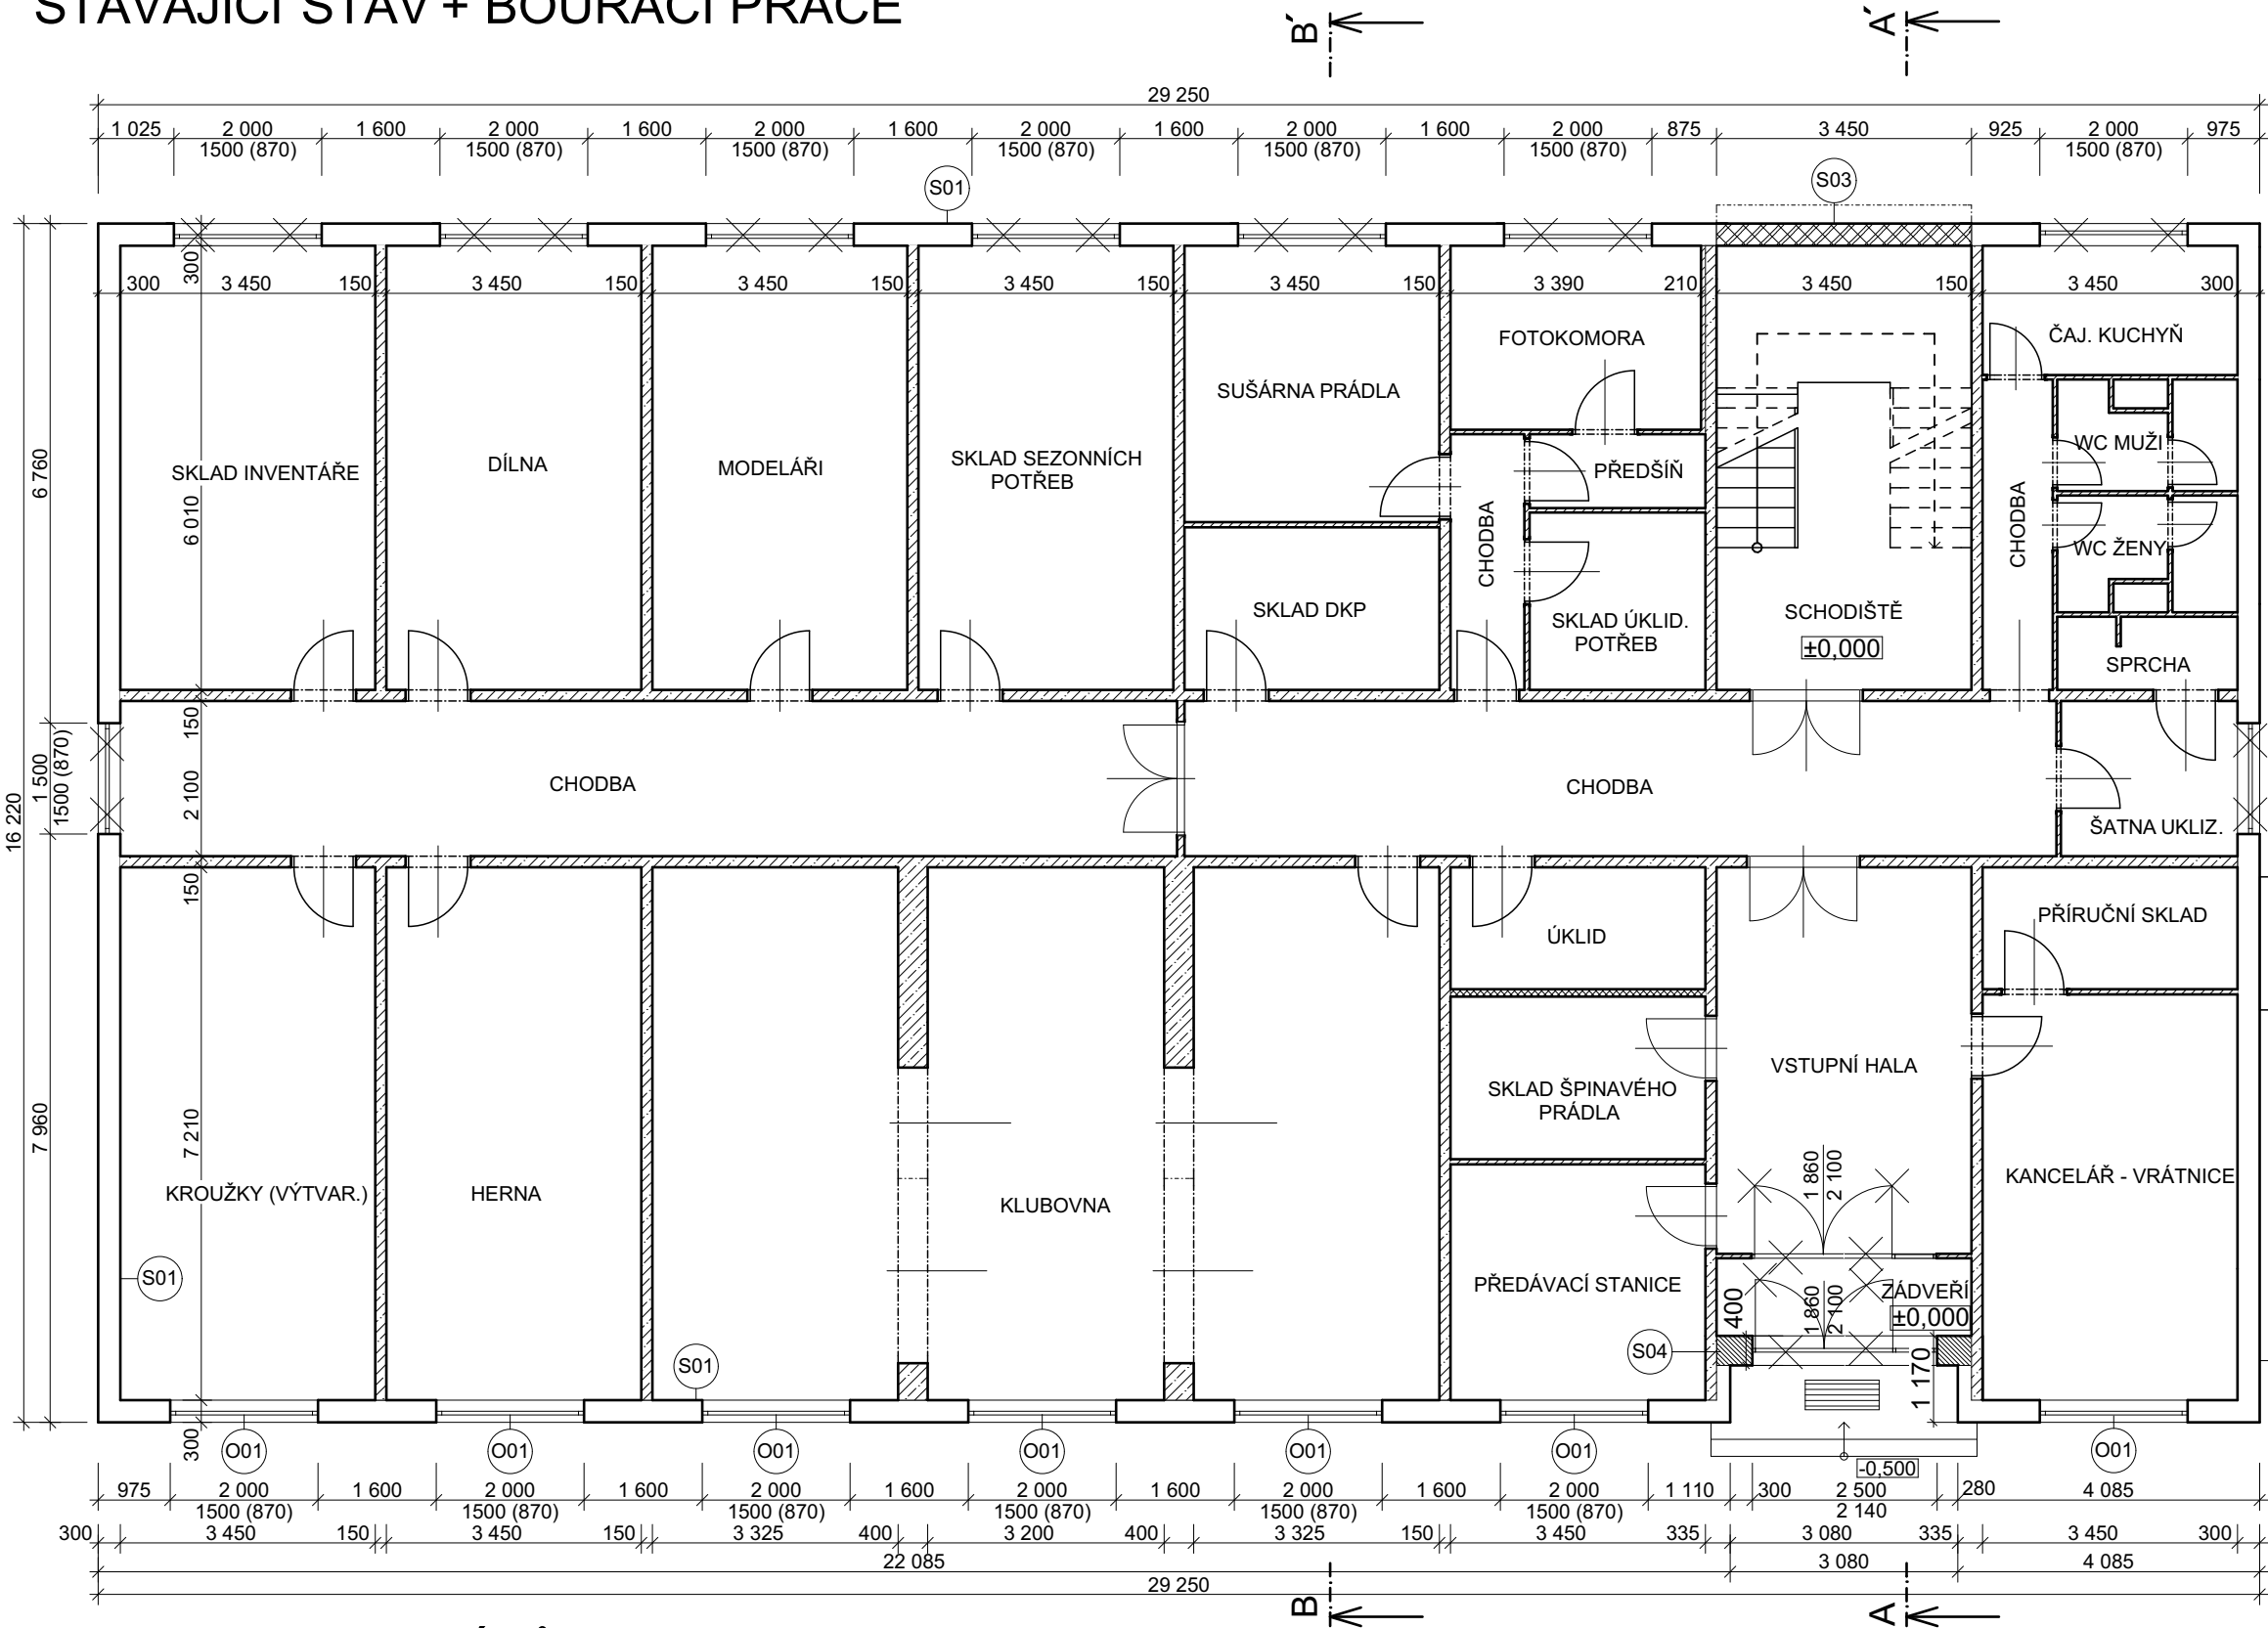 STÁVAJÍCÍ STAV + BOURACÍ PRÁCE
B´
A´
29 250
1 025 2 000 1 600 2 000 1 600 2 000 1 600 2 000 1 600 2 000 1 600 2 000 875 3 450 925 2 000 975
1500 (870) 1500 (870) 1500 (870) 1500 (870) 1500 (870) 1500 (870) 1500 (870)
S01
S03
300
300 3 450 150 3 450 150 3 450 150 3 450 150 3 450 150 3 390 210 3 450 150 3 450 300
FOTOKOMORA
ČAJ. KUCHYŇ
SUŠÁRNA PRÁDLA
SKLAD INVENTÁŘE
DÍLNA
MODELÁŘI
SKLAD SEZONNÍCH
POTŘEB
PŘEDŠÍŇ
WC MUŽI
6 760
6 010
CHODBA
CHODBA
WC ŽENY
SKLAD DKP
SKLAD ÚKLID.
POTŘEB
SCHODIŠTĚ
±0,000
SPRCHA
150
1 500
1500 (870)
2 100
16 220
CHODBA
CHODBA
ŠATNA UKLIZ.
150
ÚKLID
PŘÍRUČNÍ SKLAD
SKLAD ŠPINAVÉHO
PRÁDLA
VSTUPNÍ HALA
7 960
7 210
KROUŽKY (VÝTVAR.)
HERNA
KLUBOVNA
1 860
2 100
KANCELÁŘ - VRÁTNICE
S01
PŘEDÁVACÍ STANICE
ZÁDVEŘÍ
±0,000
400
1 860
2 100
S01
S04
1 170
300
O01 O01 O01 O01 O01 O01 O01
-0,500
975 2 000 1 600 2 000 1 600 2 000 1 600 2 000 1 600 2 000 1 600 2 000 1 110 300 2 500 280 4 085
1500 (870) 1500 (870) 1500 (870) 1500 (870) 1500 (870) 1500 (870) 2 140
300 3 450 150 3 450 150 3 325 400 3 200 400 3 325 150 3 450 335 3 080 335 3 450 300
22 085 3 080 4 085
29 250
B
A